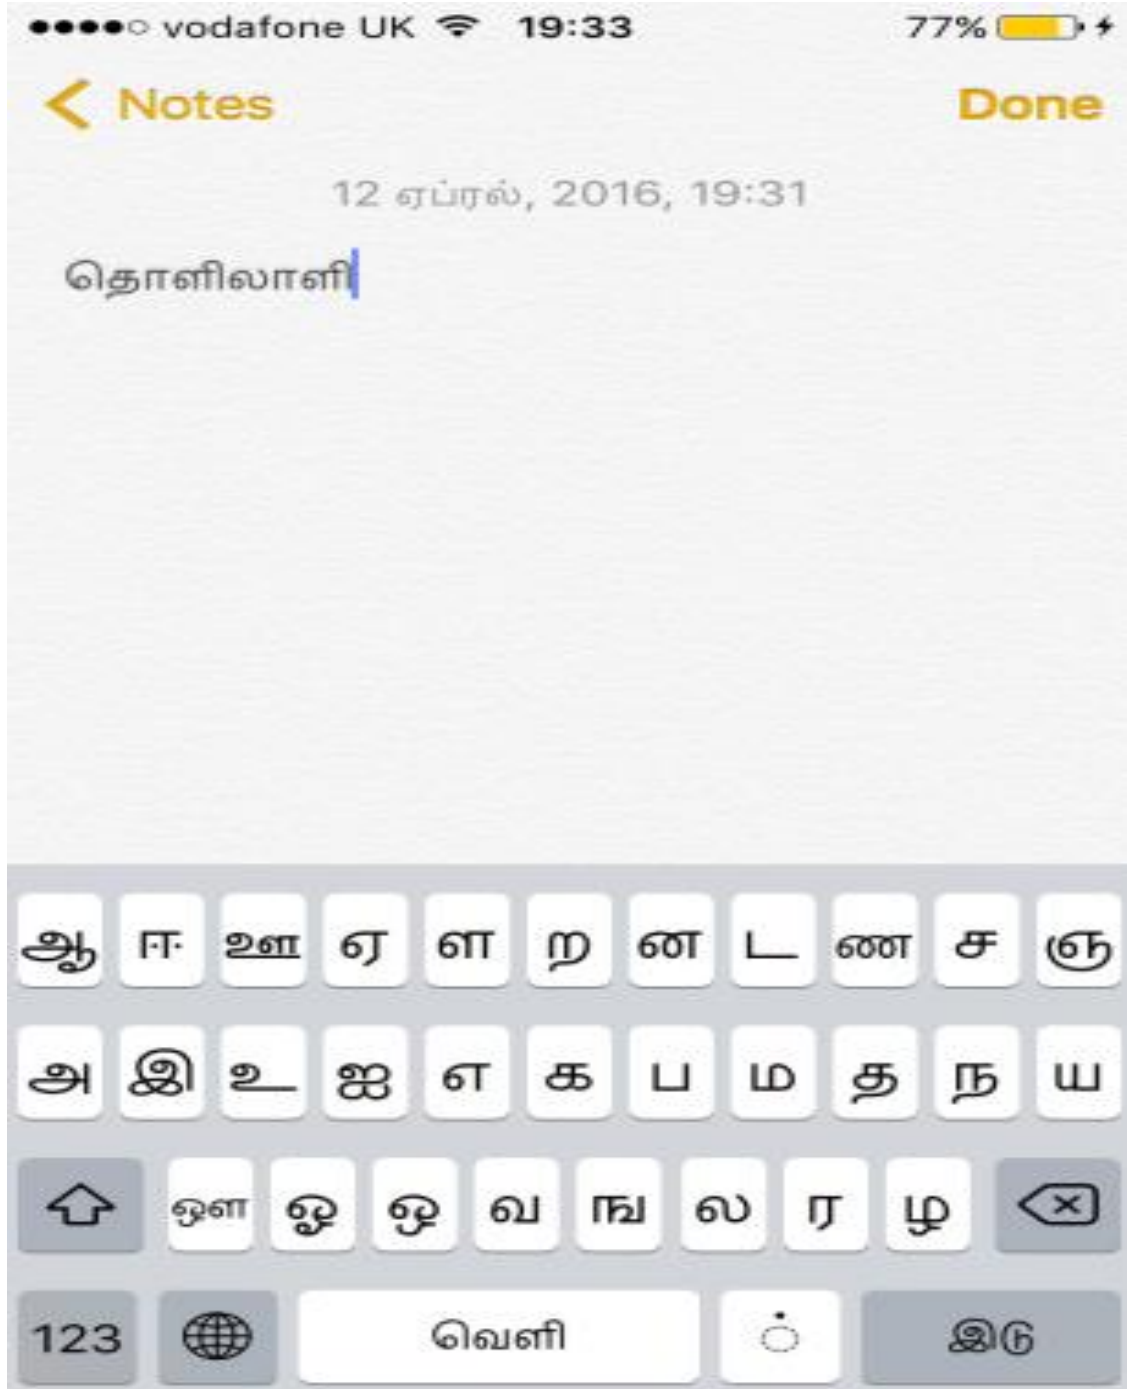 vodafone UK 19:33 77%
Notes Done
12 ஏப்ரல், 2016, 19:31
தொளிலாளி
ஆ ஈ ஊ ஏ ள ற ன ட ண ச ஞ
அ இ உ ஐ எ க ப ம த ந ய
ஔ ஓ ஒ வ ங ல ர ழ
123 வெளி ் இடு